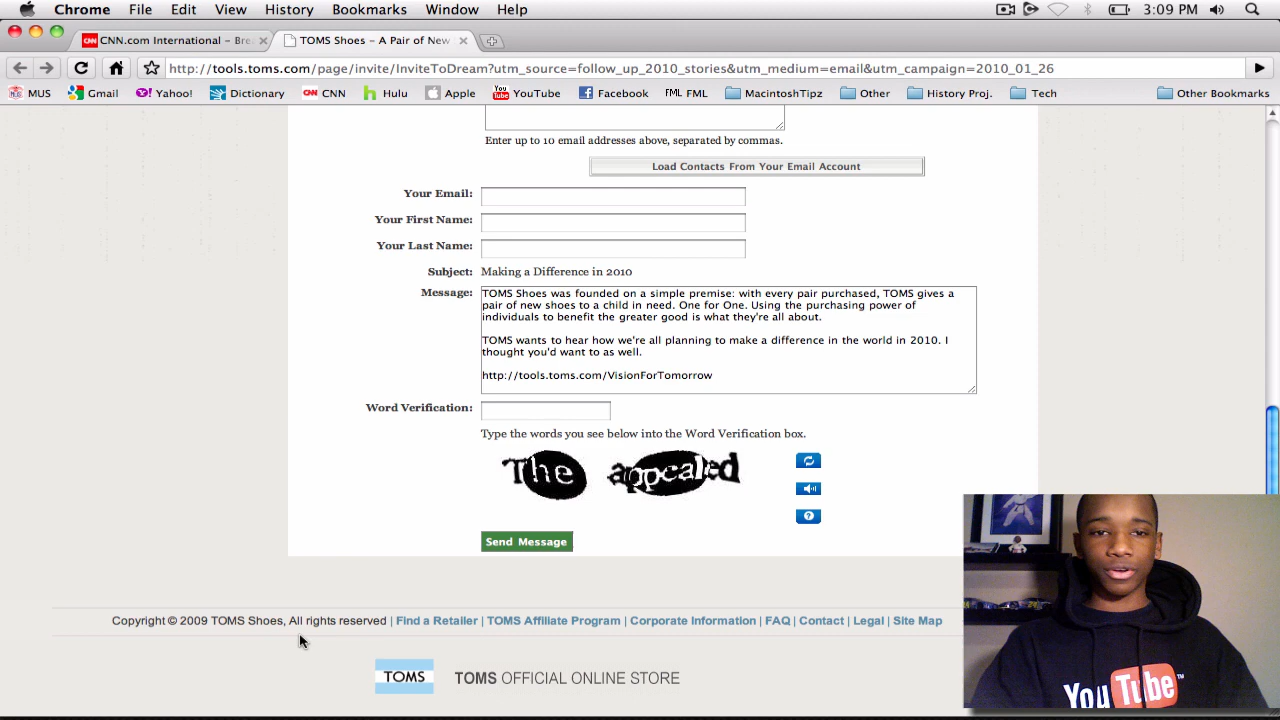 Chrome File Edit View History Bookmarks Window Help 3:09 PM
CNN CNN.com International – Bre TOMS Shoes – A Pair of New
http://tools.toms.com/page/invite/InviteToDream?utm_source=follow_up_2010_stories&utm_medium=email&utm_campaign=2010_01_26
MUS Gmail Yahoo! Dictionary CNN CNN Hulu Apple You Tube YouTube Facebook FML FML MacinoshTipz Other History Proj. Tech Other Bookmarks
Enter up to 10 email addresses above, separated by commas.
Load Contacts From Your Email Account
Your Email:
Your First Name:
Your Last Name:
Subject: Making a Difference in 2010
Message: TOMS Shoes was founded on a simple premise: with every pair purchased, TOMS gives a
pair of new shoes to a child in need. One for One. Using the purchasing power of
individuals to benefit the greater good is what they're all about.
TOMS wants to hear how we're all planning to make a difference in the world in 2010. I
thought you'd want to as well.
http://tools.toms.com/VisionForTomorrow
Word Verification:
Type the words you see below into the Word Verification box.
The appealed
Send Message
Copyright © 2009 TOMS Shoes, All rights reserved | Find a Retailer | TOMS Affiliate Program | Corporate Information | FAQ | Contact | Legal | Site Map
TOMS TOMS OFFICIAL ONLINE STORE
You Tube ™